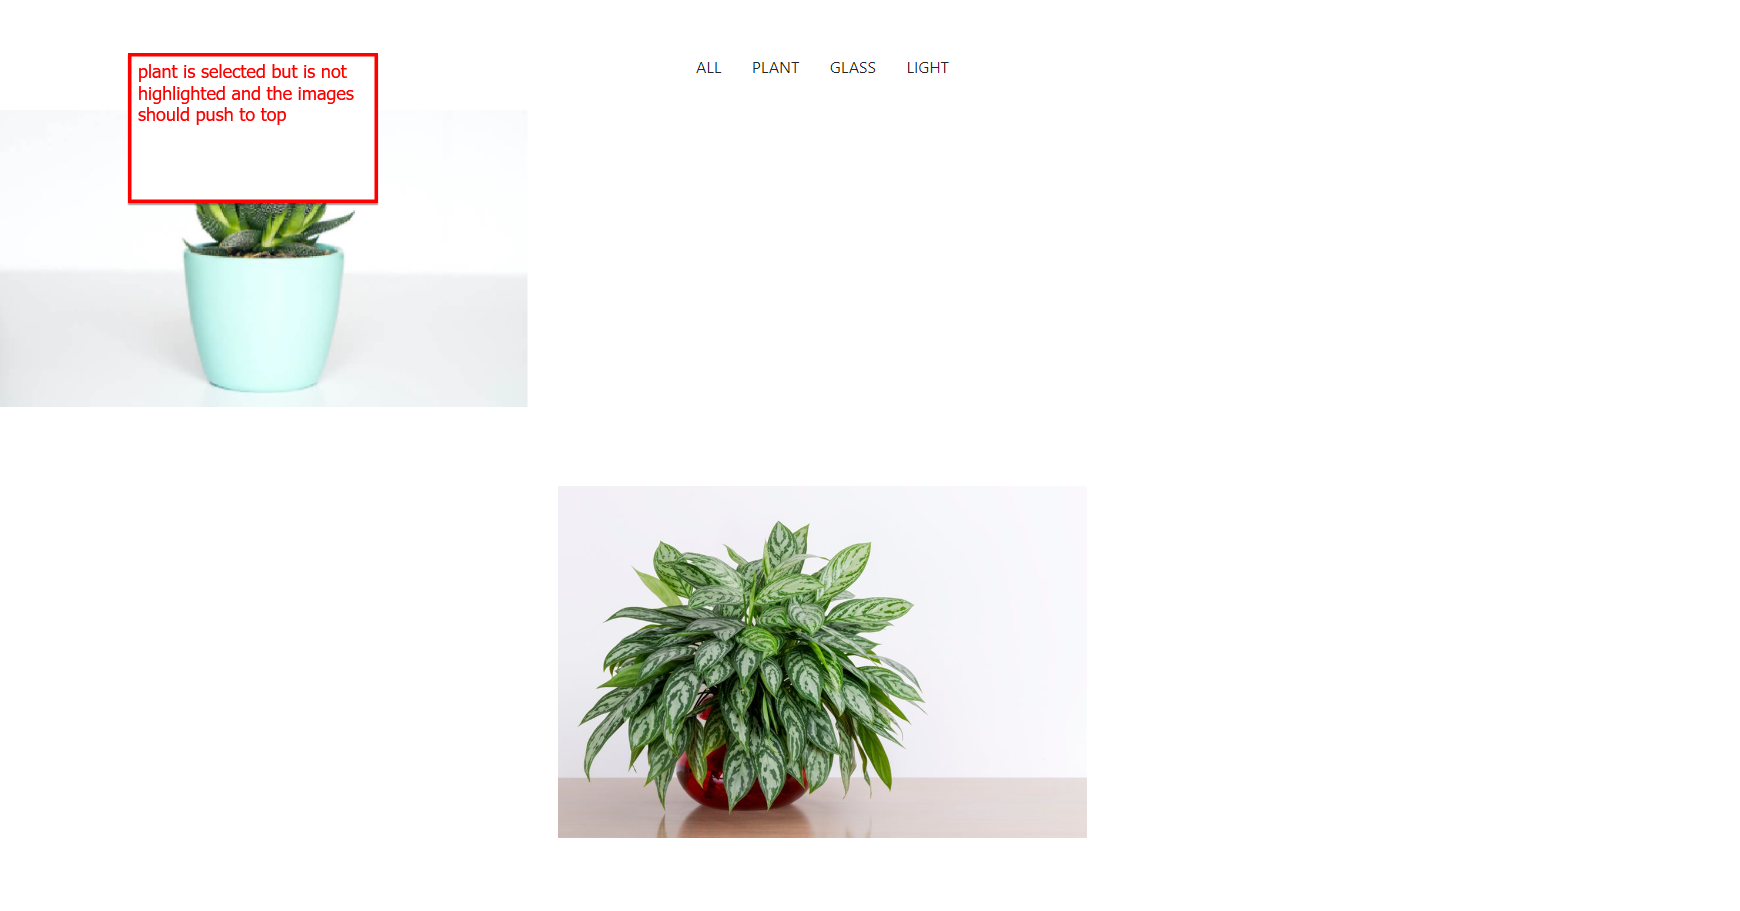 plant is selected but is not
highlighted and the images
should push to top
ALL PLANT GLASS LIGHT